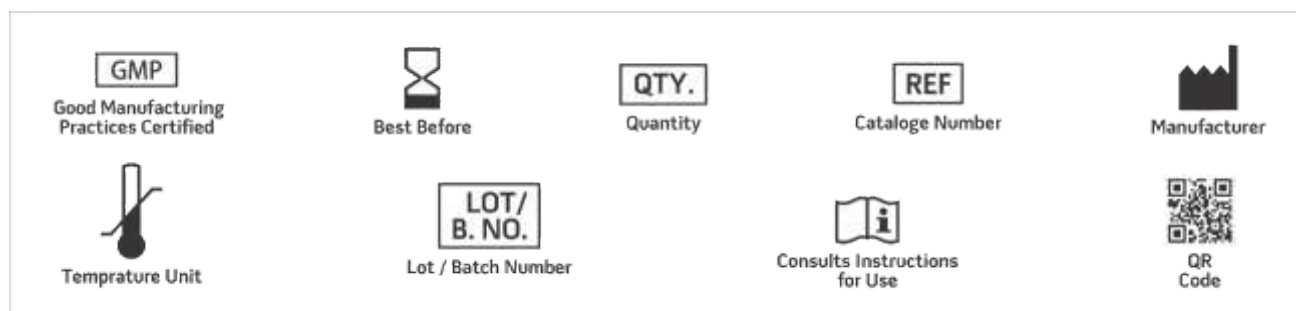 GMP
Good Manufacturing
Practices Certified
Best Before
QTY.
Quantity
REF
Cataloge Number
Manufacturer
Temprature Unit
LOT/
B. NO.
Lot / Batch Number
i
Consults Instructions
for Use
QR
Code